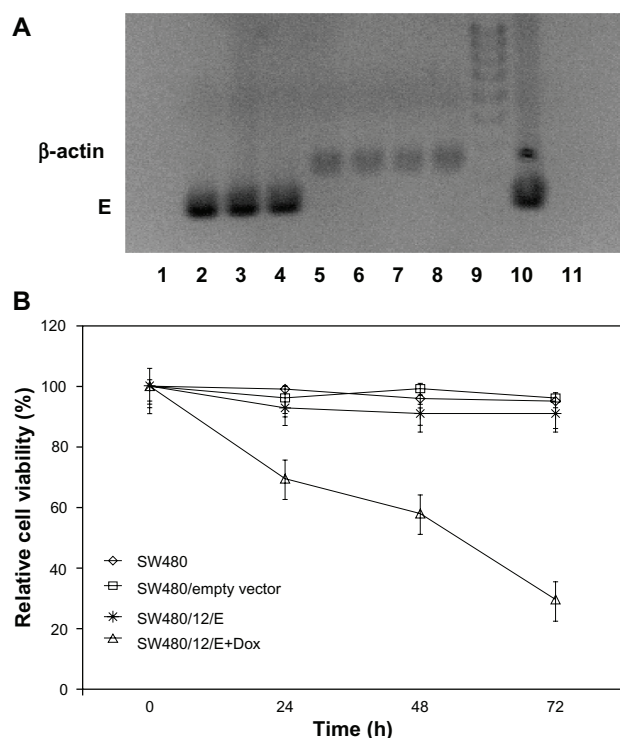 A
β-actin
E
1 2 3 4 5 6 7 8 9 10 11
B
120
100
80
60
40
20
0
Relative cell viability (%)
SW480
SW480/empty vector
SW480/12/E
SW480/12/E+Dox
0 24 48 72
Time (h)